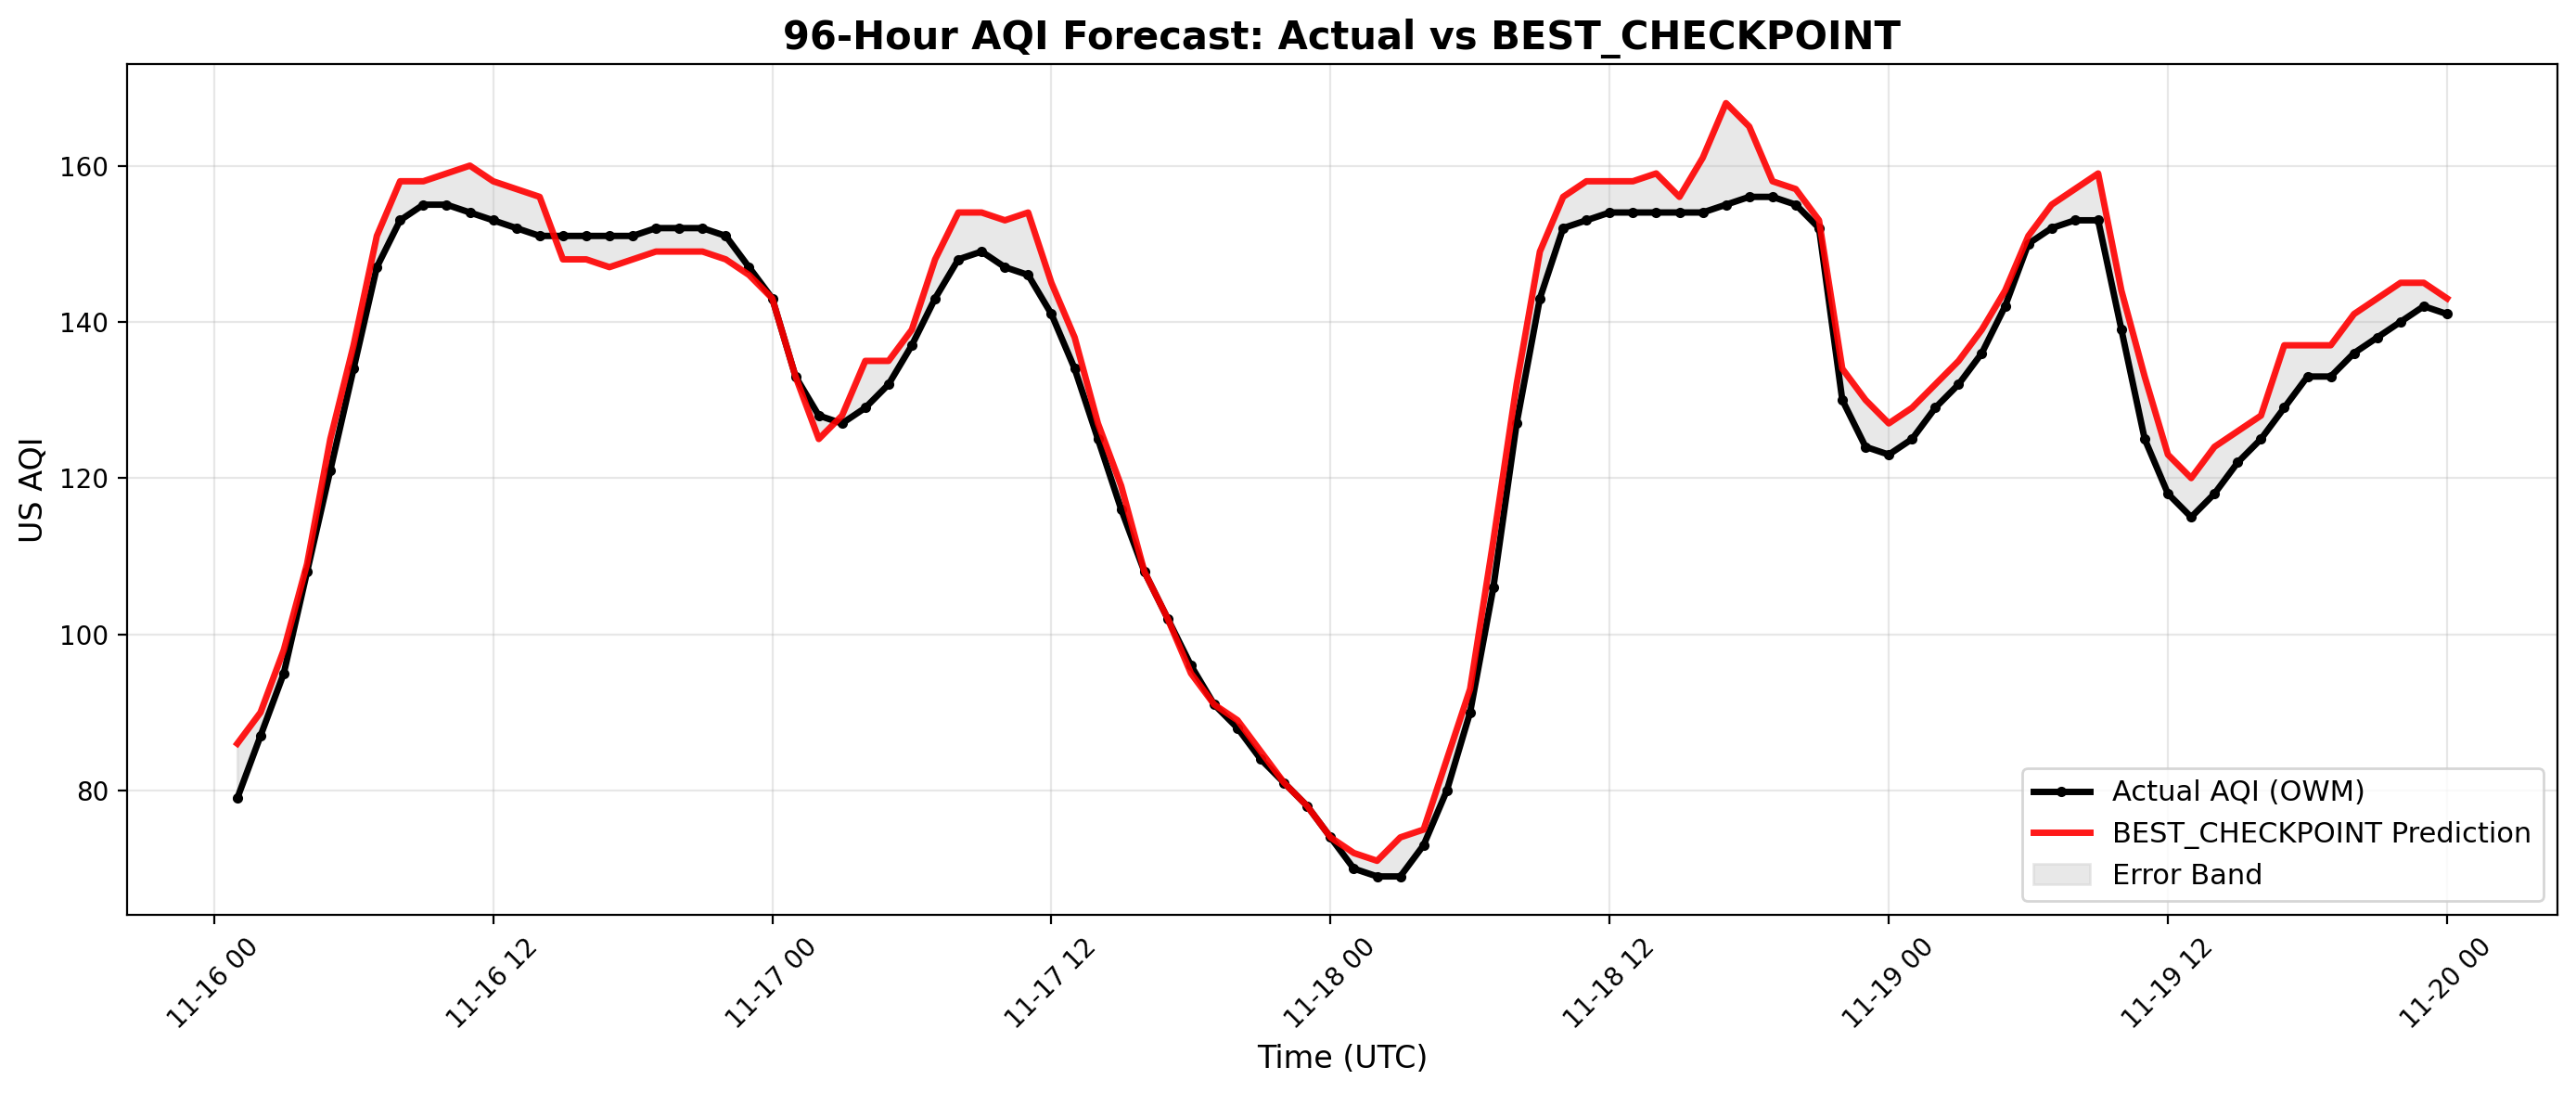 96-Hour AQI Forecast: Actual vs BEST_CHECKPOINT
US AQI
160
140
120
100
80
Actual AQI (OWM)
BEST_CHECKPOINT Prediction
Error Band
11-16 00
11-16 12
11-17 00
11-17 12
11-18 00
11-18 12
11-19 00
11-19 12
11-20 00
Time (UTC)